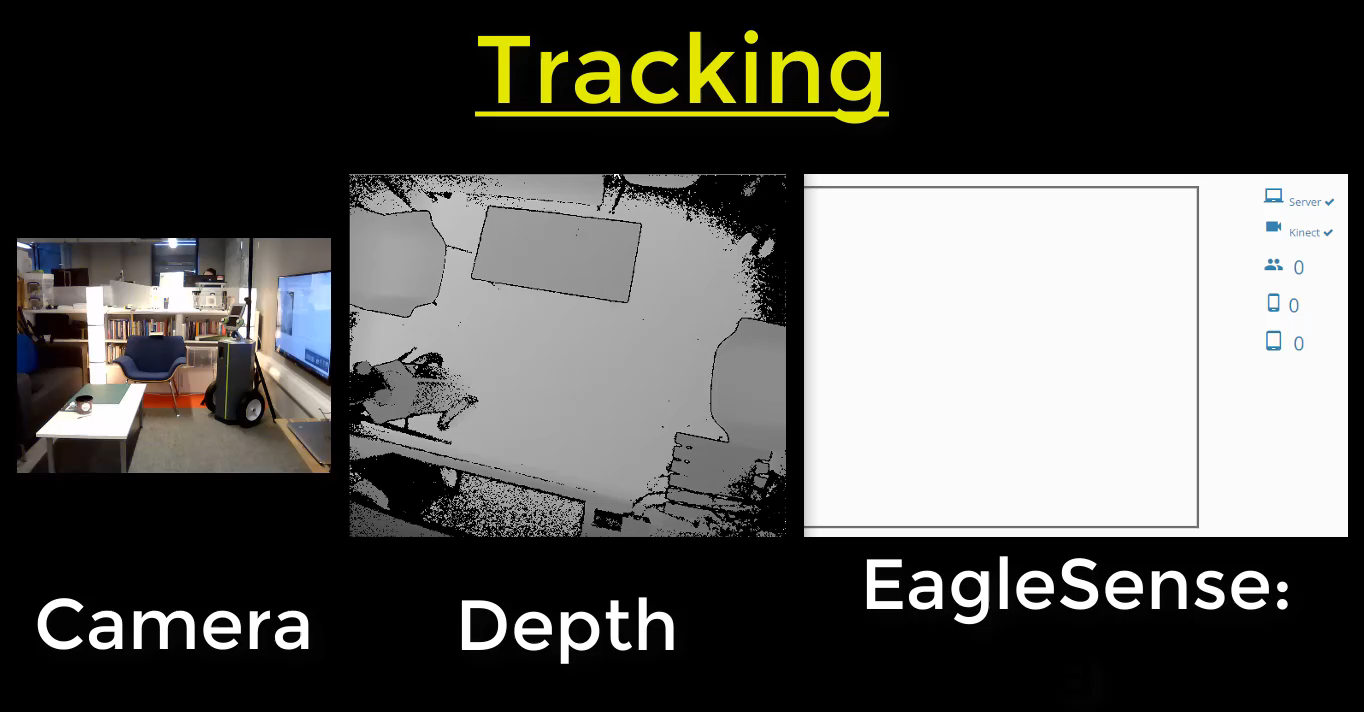 Tracking
Server
Kinect
0
0
0
Camera
Depth
EagleSense: